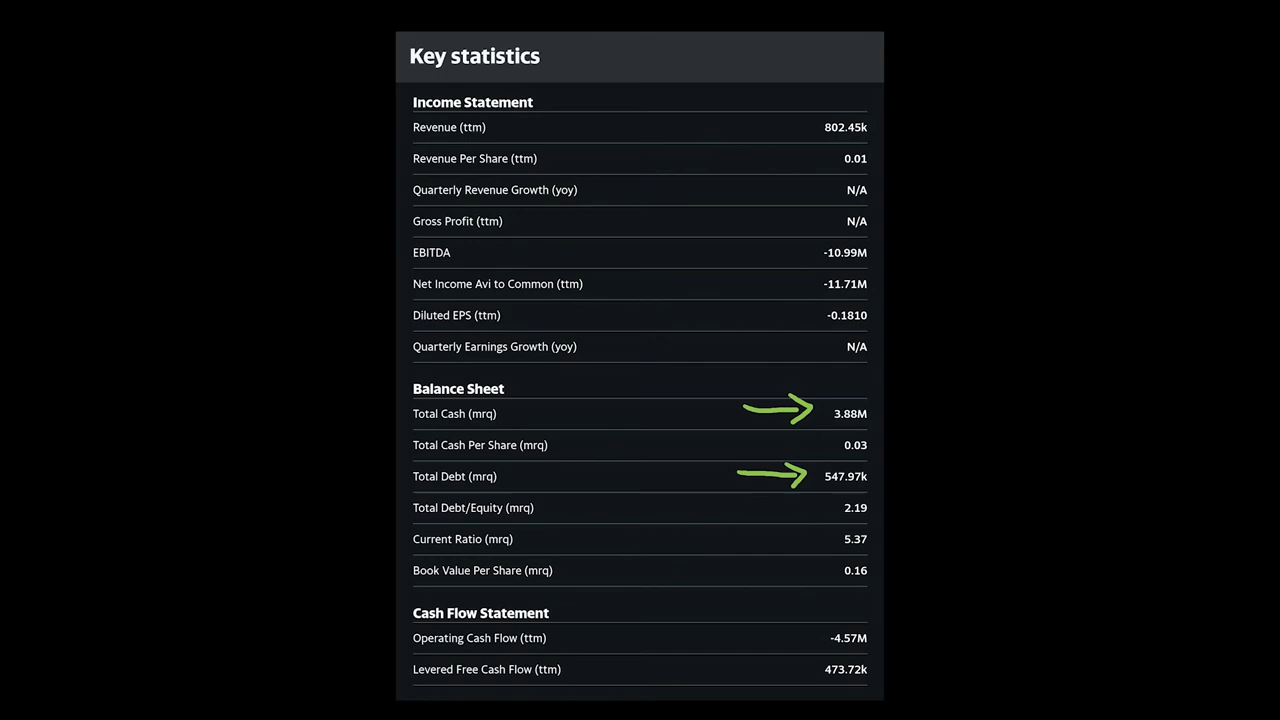 Key statistics
Income Statement
Revenue (ttm) 802.45k
Revenue Per Share (ttm) 0.01
Quarterly Revenue Growth (yoy) N/A
Gross Profit (ttm) N/A
EBITDA -10.99M
Net Income Avi to Common (ttm) -11.71M
Diluted EPS (ttm) -0.1810
Quarterly Earnings Growth (yoy) N/A
Balance Sheet
Total Cash (mrq) 3.88M
Total Cash Per Share (mrq) 0.03
Total Debt (mrq) 547.97k
Total Debt/Equity (mrq) 2.19
Current Ratio (mrq) 5.37
Book Value Per Share (mrq) 0.16
Cash Flow Statement
Operating Cash Flow (ttm) -4.57M
Levered Free Cash Flow (ttm) 473.72k